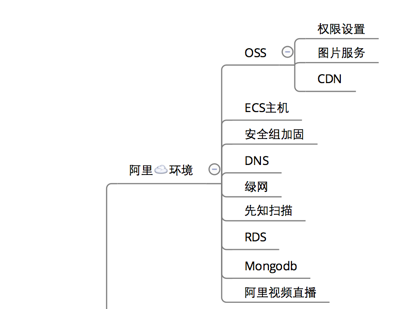 权限设置
OSS
图片服务
CDN
ECS主机
安全组加固
DNS
阿里☁️环境
绿网
先知扫描
RDS
Mongodb
阿里视频直播